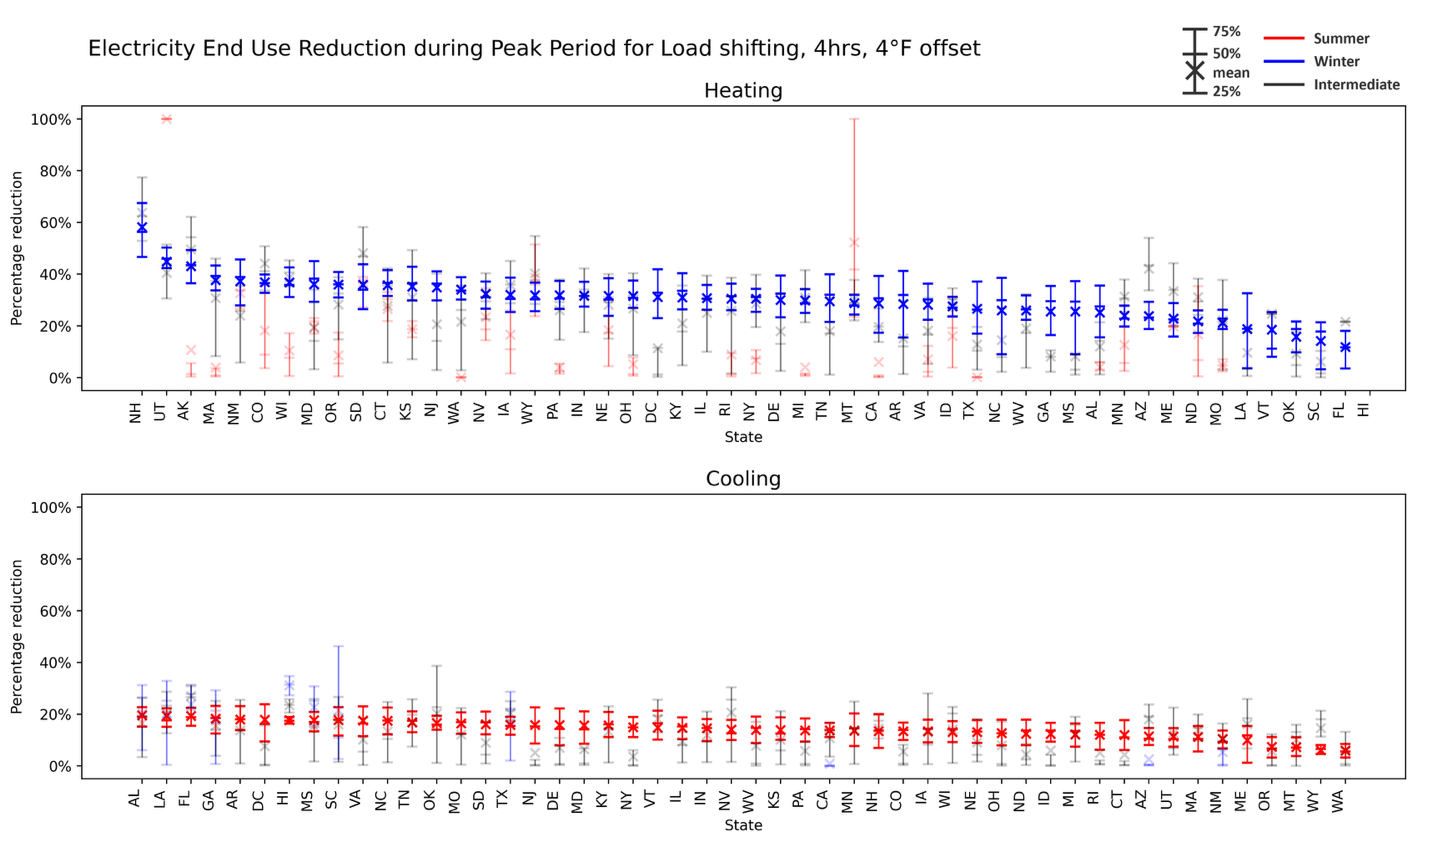 Electricity End Use Reduction during Peak Period for Load shifting, 4hrs, 4°F offset
75%
50%
mean
25%
Summer
Winter
Intermediate
Heating
Percentage reduction
100%
80%
60%
40%
20%
0%
NH UT AK MA NM CO WI MD OR SD CT KS NJ WA NV IA WY PA IN NE OH DC KY IL RI NY DE MI TN MT CA AR VA ID TX NC WV GA MS AL MN AZ ME ND MO LA VT OK SC FL HI
State
Cooling
Percentage reduction
100%
80%
60%
40%
20%
0%
AL LA FL GA AR DC HI MS SC VA NC TN OK MO SD TX NJ DE MD KY NY VT IL IN NV WV KS PA CA MN NH CO IA WI NE OH ND ID MI RI CT AZ UT MA NM ME OR MT WY WA
State